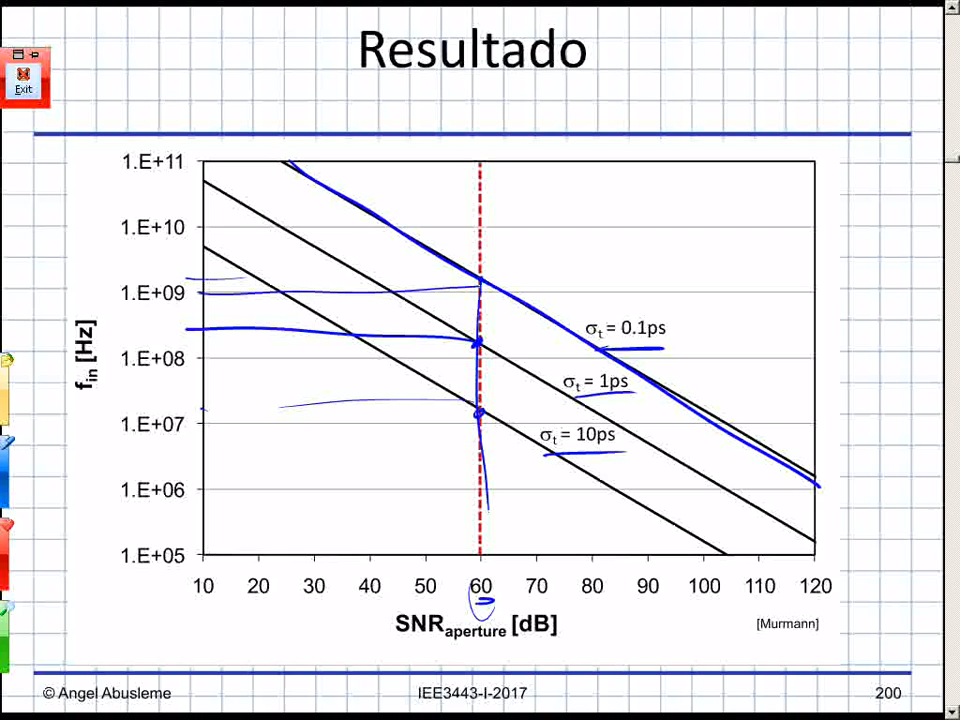 Resultado
Exit
1.E+11
1.E+10
1.E+09
1.E+08
1.E+07
1.E+06
1.E+05
fin [Hz]
σt = 0.1ps
σt = 1ps
σt = 10ps
10 20 30 40 50 60 70 80 90 100 110 120
SNRaperture [dB]
[Murmann]
© Angel Abusleme IEE3443-I-2017 200